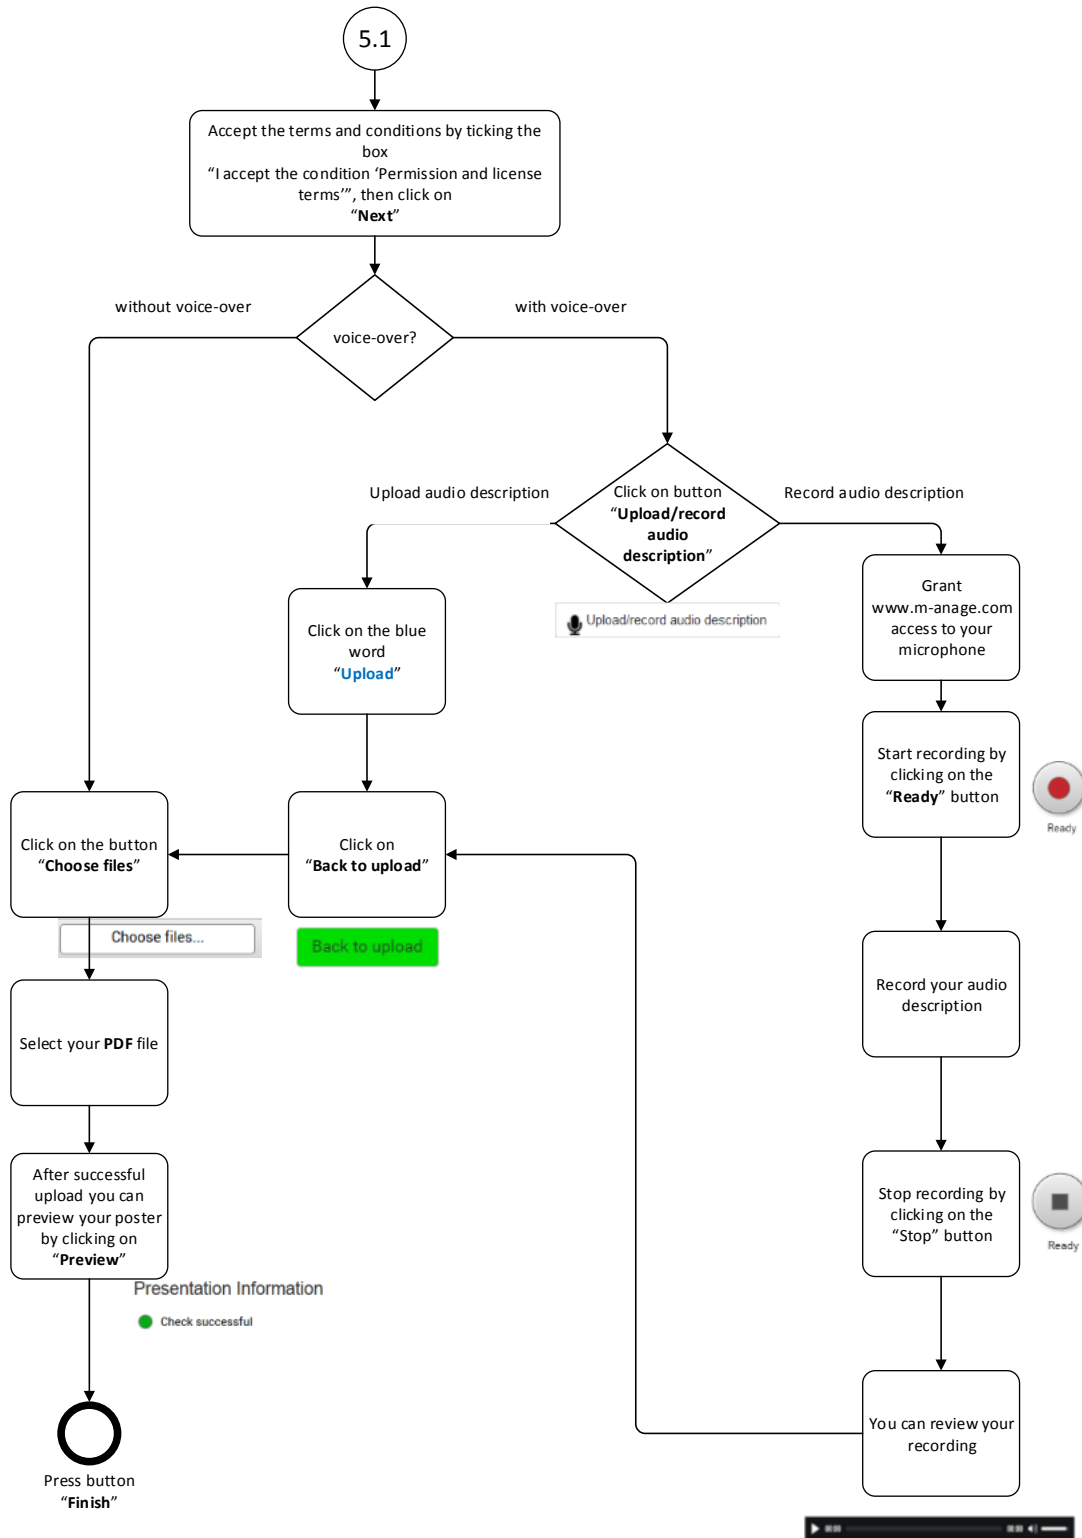 5.1
Accept the terms and conditions by ticking the
box
“I accept the condition ‘Permission and license
terms’”, then click on
“Next”
without voice-over
with voice-over
voice-over?
Upload audio description
Click on button
“Upload/record
audio
description”
Record audio description
Upload/record audio description
Grant
www.m-anage.com
access to your
microphone
Click on the blue
word
“Upload”
Start recording by
clicking on the
“Ready” button
Ready
Click on the button
“Choose files”
Click on
“Back to upload”
Choose files...
Back to upload
Record your audio
description
Select your PDF file
After successful
upload you can
preview your poster
by clicking on
“Preview”
Stop recording by
clicking on the
“Stop” button
Ready
Presentation Information
Check successful
You can review your
recording
Press button
“Finish”
00:00
00:00